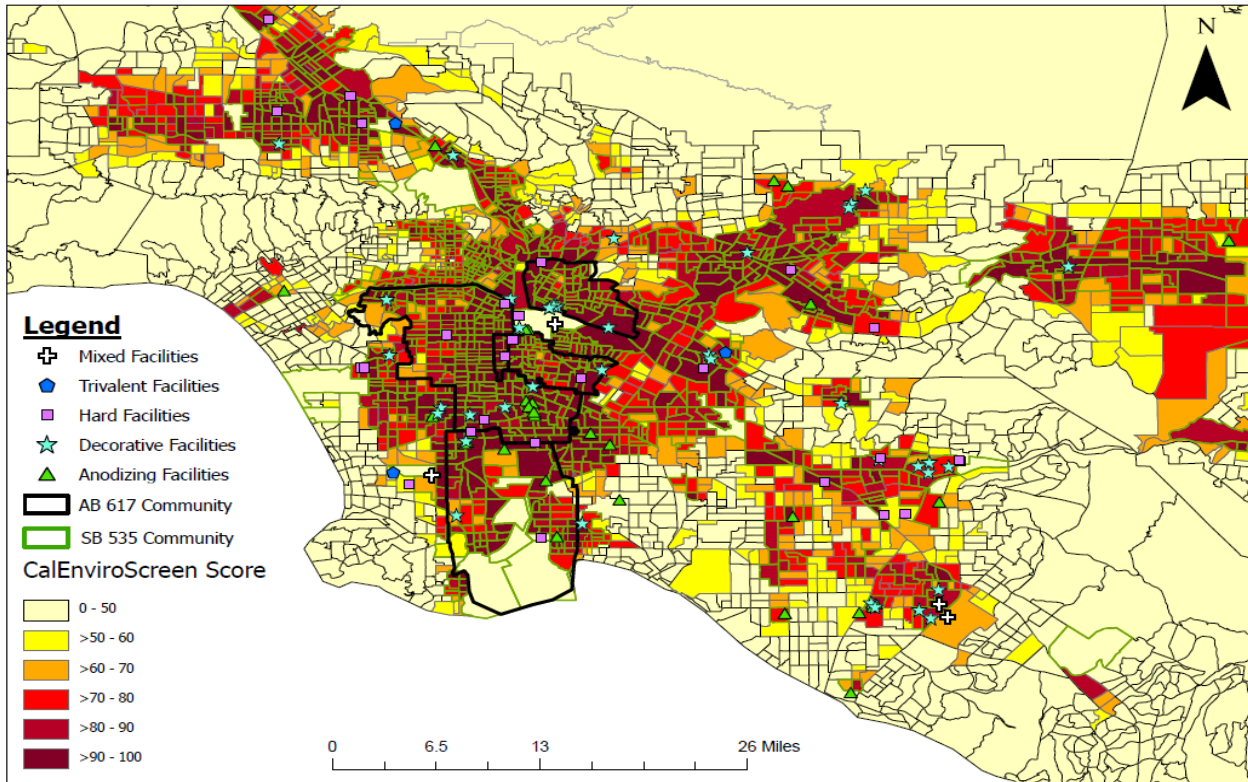 N
Legend
Mixed Facilities
Trivalent Facilities
Hard Facilities
Decorative Facilities
Anodizing Facilities
AB 617 Community
SB 535 Community
CalEnviroScreen Score
0 - 50
>50 - 60
>60 - 70
>70 - 80
>80 - 90
>90 - 100
0 6.5 13 26 Miles